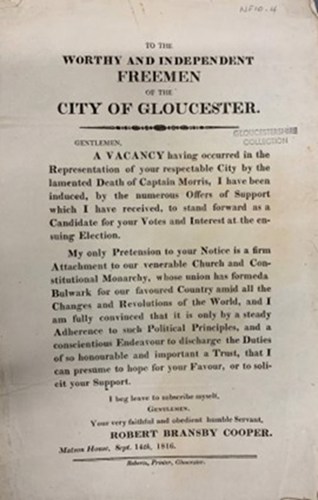 NF10.4
TO THE
WORTHY AND INDEPENDENT
FREEMEN
OF THE
CITY OF GLOUCESTER.
GLOUCESTERSHIRE
COLLECTION
GENTLEMEN,
A VACANCY having occurred in the
Representation of your respectable City by the
lamented Death of Captain Morris, I have been
induced, by the numerous Offers of Support
which I have received, to stand forward as a
Candidate for your Votes and Interest at the en-
suing Election.
My only Pretension to your Notice is a firm
Attachment to our venerable Church and Con-
stitutional Monarchy, whose union has formeda
Bulwark for our favoured Country amid all the
Changes and Revolutions of the World, and I
am fully convinced that it is only by a steady
Adherence to such Political Principles, and a
conscientious Endeavour to discharge the Duties
of so honourable and important a Trust, that I
can presume to hope for your Favour, or to soli-
cit your Support.
I beg leave to subscribe myself,
GENTLEMEN,
Your very faithful and obedient humble Servant,
ROBERT BRANSBY COOPER.
Matson House, Sept. 14th, 1816.
Roberts, Printer, Gloucester.